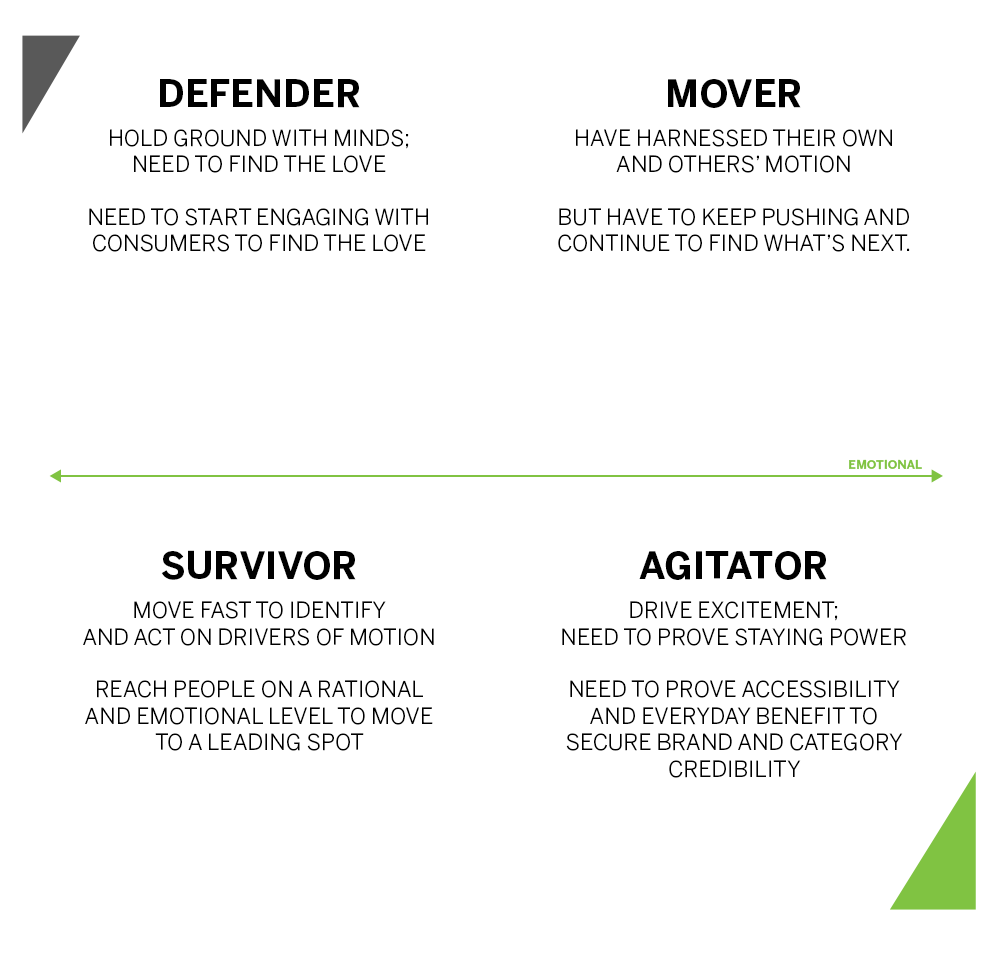 DEFENDER
HOLD GROUND WITH MINDS;
NEED TO FIND THE LOVE
NEED TO START ENGAGING WITH
CONSUMERS TO FIND THE LOVE
MOVER
HAVE HARNESSED THEIR OWN
AND OTHERS’ MOTION
BUT HAVE TO KEEP PUSHING AND
CONTINUE TO FIND WHAT’S NEXT.
EMOTIONAL
SURVIVOR
MOVE FAST TO IDENTIFY
AND ACT ON DRIVERS OF MOTION
REACH PEOPLE ON A RATIONAL
AND EMOTIONAL LEVEL TO MOVE
TO A LEADING SPOT
AGITATOR
DRIVE EXCITEMENT;
NEED TO PROVE STAYING POWER
NEED TO PROVE ACCESSIBILITY
AND EVERYDAY BENEFIT TO
SECURE BRAND AND CATEGORY
CREDIBILITY